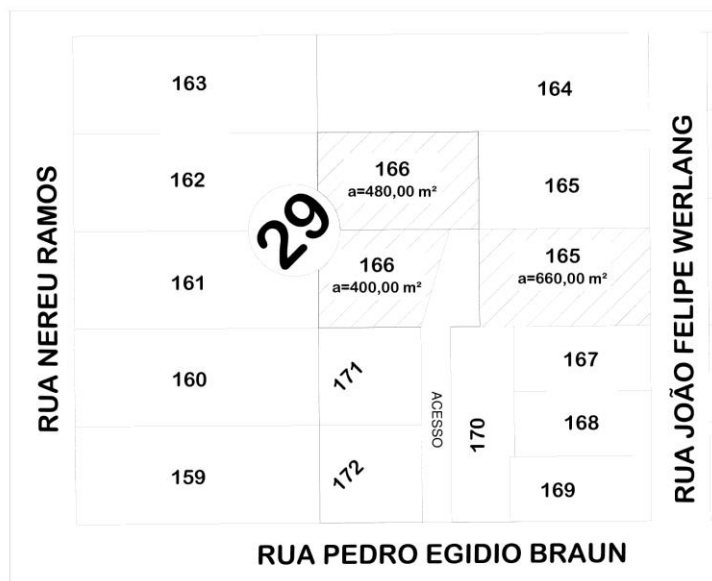 163
164
162
166
a=480,00 m²
165
29
161
166
a=400,00 m²
165
a=660,00 m²
160
171
167
ACESSO
170
168
159
172
169
RUA NEREU RAMOS
RUA JOÃO FELIPE WERLANG
RUA PEDRO EGIDIO BRAUN